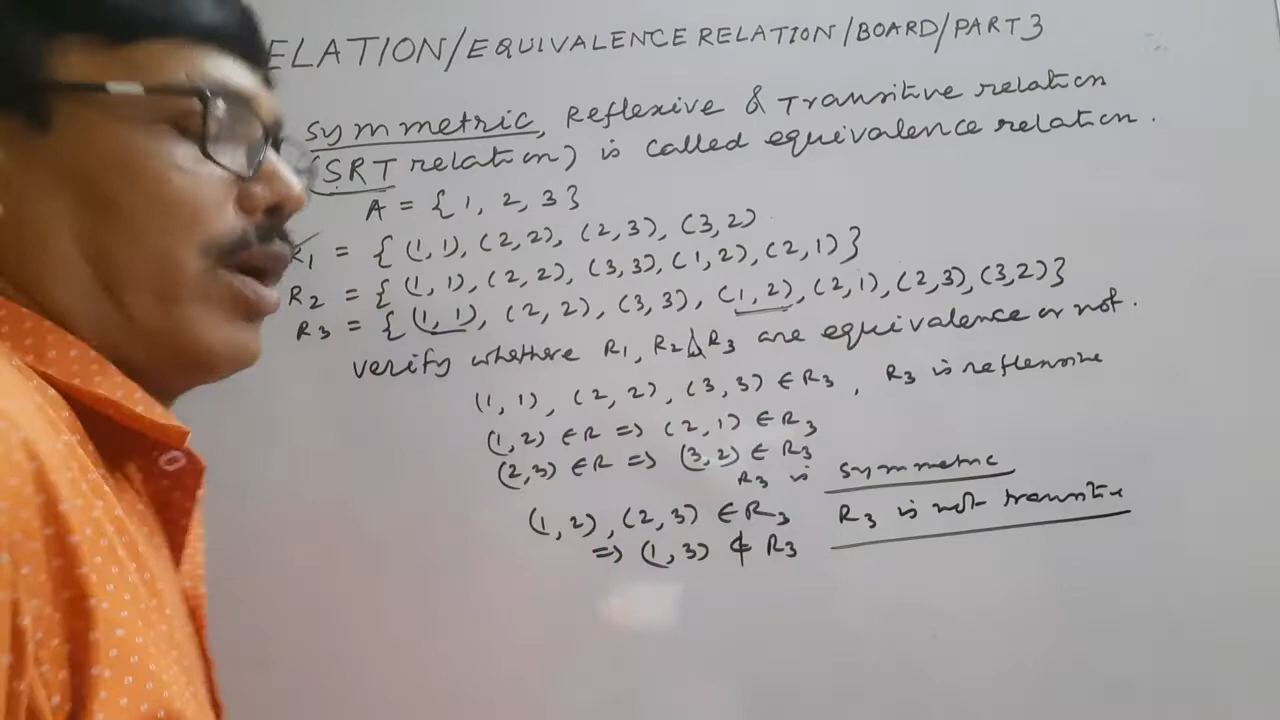 ELATION/EQUIVALENCE RELATION/BOARD/PART 3
symmetric, Reflexive & Transitive relation
(SRT relation) is called equivalence relation.
A = {1, 2, 3}
R1 = {(1,1), (2,2), (2,3), (3,2)
R2 = {(1,1), (2,2), (3,3), (1,2), (2,1)}
R3 = {(1,1), (2,2), (3,3), (1,2), (2,1), (2,3), (3,2)}
verify whethere R1, R2 & R3 are equivalence or not.
(1,1), (2,2), (3,3) ∈ R3, R3 is reflexive
(1,2) ∈ R => (2,1) ∈ R3
(2,3) ∈ R => (3,2) ∈ R3
R3 is symmetric
(1,2), (2,3) ∈ R3 R3 is not transitive
=> (1,3) ∉ R3